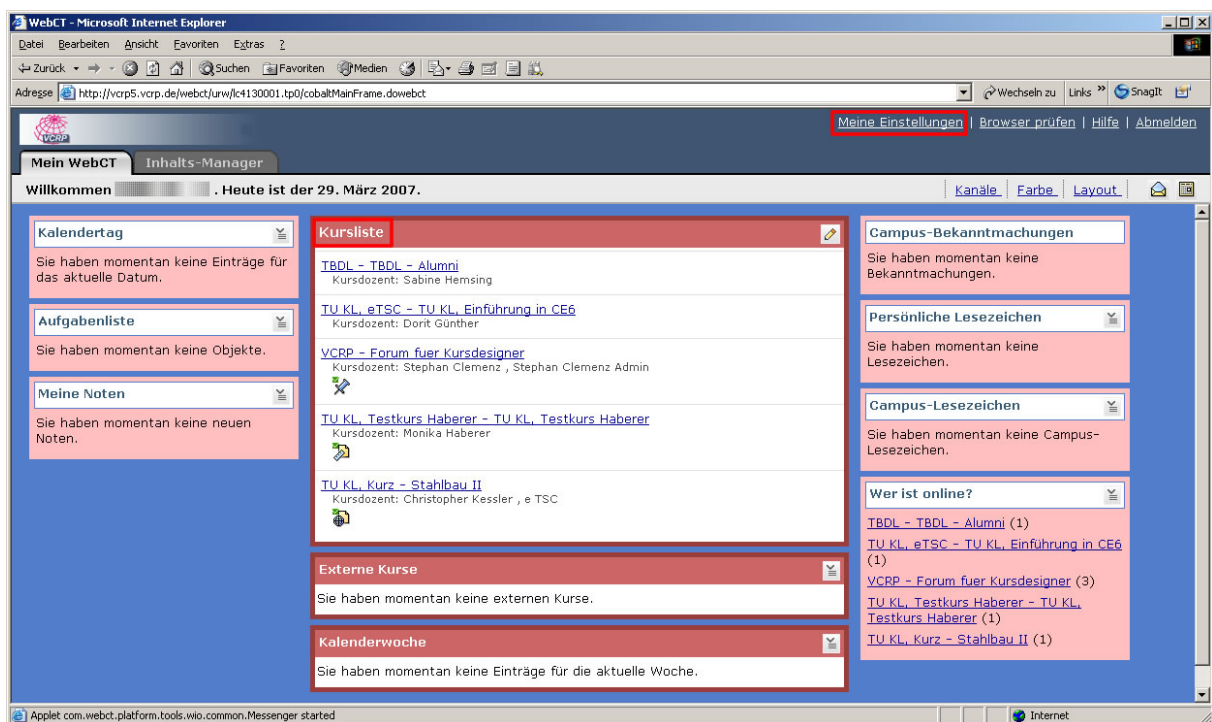 WebCT - Microsoft Internet Explorer
Datei Bearbeiten Ansicht Favoriten Extras ?
Zurück Suchen Favoriten Medien
Adresse http://vcrp5.vcrp.de/webct/urw/lc4130001.tp0/cobaltMainFrame.dowebct Wechseln zu Links » SnagIt
VCRP
Meine Einstellungen | Browser prüfen | Hilfe | Abmelden
Mein WebCT Inhalts-Manager
Willkommen . Heute ist der 29. März 2007. Kanäle Farbe Layout
Kalendertag
Sie haben momentan keine Einträge für
das aktuelle Datum.
Aufgabenliste
Sie haben momentan keine Objekte.
Meine Noten
Sie haben momentan keine neuen
Noten.
Kursliste
TBDL - TBDL - Alumni
Kursdozent: Sabine Hemsing
TU KL, eTSC - TU KL, Einführung in CE6
Kursdozent: Dorit Günther
VCRP - Forum fuer Kursdesigner
Kursdozent: Stephan Clemenz , Stephan Clemenz Admin
TU KL, Testkurs Haberer - TU KL, Testkurs Haberer
Kursdozent: Monika Haberer
TU KL, Kurz - Stahlbau II
Kursdozent: Christopher Kessler , e TSC
Externe Kurse
Sie haben momentan keine externen Kurse.
Kalenderwoche
Sie haben momentan keine Einträge für die aktuelle Woche.
Campus-Bekanntmachungen
Sie haben momentan keine
Bekanntmachungen.
Persönliche Lesezeichen
Sie haben momentan keine
Lesezeichen.
Campus-Lesezeichen
Sie haben momentan keine Campus-
Lesezeichen.
Wer ist online?
TBDL - TBDL - Alumni (1)
TU KL, eTSC - TU KL, Einführung in CE6
(1)
VCRP - Forum fuer Kursdesigner (3)
TU KL, Testkurs Haberer - TU KL,
Testkurs Haberer (1)
TU KL, Kurz - Stahlbau II (1)
Applet com.webct.platform.tools.wio.common.Messenger started Internet